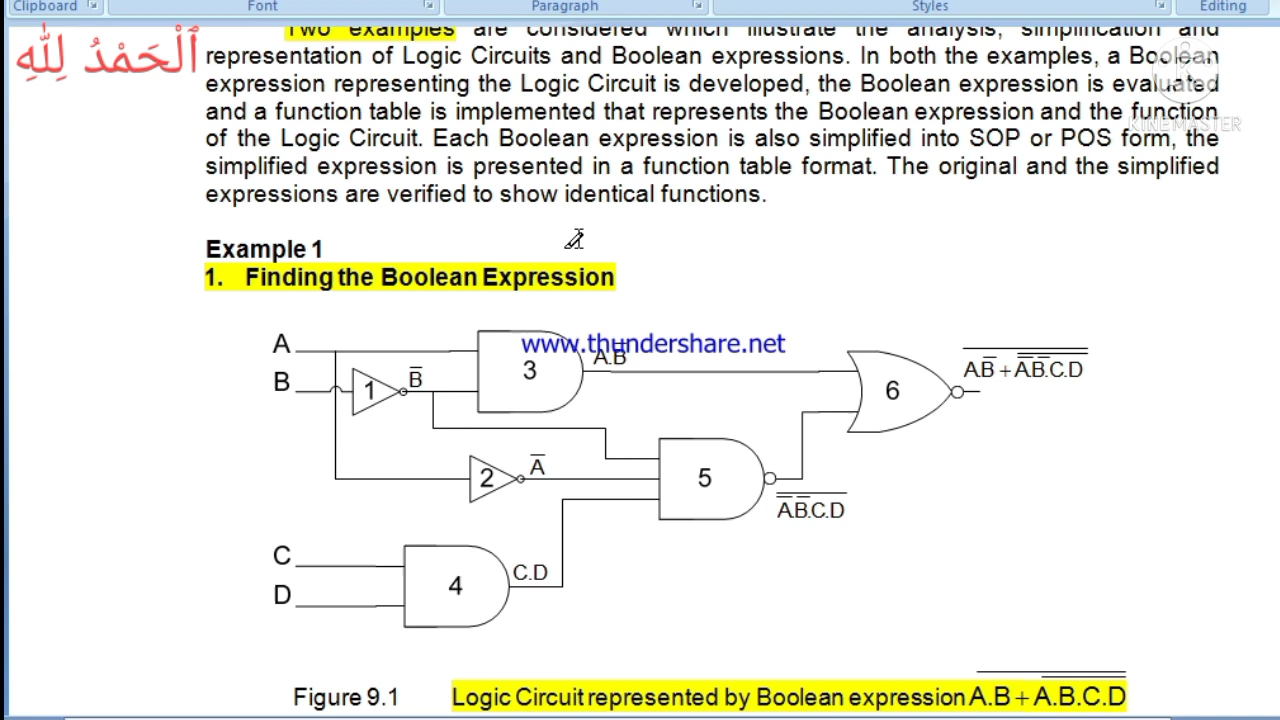 Clipboard
Font
Paragraph
Styles
Editing
ٱلْحَمْدُ لِلّٰهِ
Two examples are considered which illustrate the analysis, simplification and
representation of Logic Circuits and Boolean expressions. In both the examples, a Boolean
expression representing the Logic Circuit is developed, the Boolean expression is evaluated
and a function table is implemented that represents the Boolean expression and the function
KINEMASTER
of the Logic Circuit. Each Boolean expression is also simplified into SOP or POS form, the
simplified expression is presented in a function table format. The original and the simplified
expressions are verified to show identical functions.
Example 1
1. Finding the Boolean Expression
A
B
1
B̅
3
www.thundershare.net
A.B̅
6
A̅B̅̅ + A̅̅B̅̅.C̅D̅
2
A̅
5
A̅̅.B̅̅.C̅.D̅
C
D
4
C.D
Figure 9.1 Logic Circuit represented by Boolean expression A.B + A.B.C.D